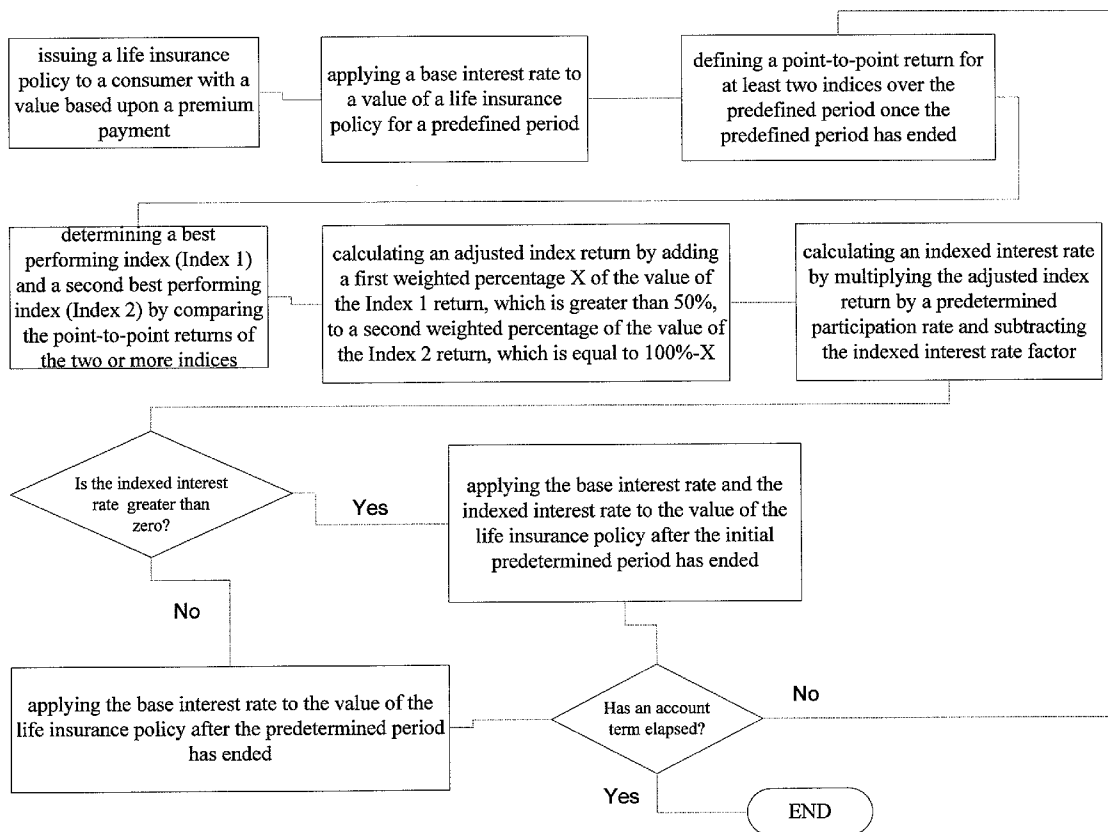 issuing a life insurance
policy to a consumer with a
value based upon a premium
payment
applying a base interest rate to
a value of a life insurance
policy for a predefined period
defining a point-to-point return for
at least two indices over the
predefined period once the
predefined period has ended
determining a best
performing index (Index 1)
and a second best performing
index (Index 2) by comparing
the point-to-point returns of
the two or more indices
calculating an adjusted index return by adding
a first weighted percentage X of the value of
the Index 1 return, which is greater than 50%,
to a second weighted percentage of the value of
the Index 2 return, which is equal to 100%-X
calculating an indexed interest rate
by multiplying the adjusted index
return by a predetermined
participation rate and subtracting
the indexed interest rate factor
Is the indexed interest
rate greater than
zero?
Yes
applying the base interest rate and the
indexed interest rate to the value of the
life insurance policy after the initial
predetermined period has ended
No
applying the base interest rate to the value of the
life insurance policy after the predetermined period
has ended
Has an account
term elapsed?
No
Yes
END